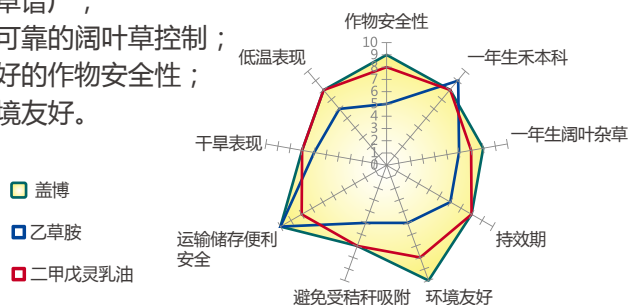 草谱广；
可靠的阔叶草控制；
好的作物安全性；
境友好。
作物安全性
10
9
8
7
6
5
4
3
2
1
0
一年生禾本科
一年生阔叶杂草
持效期
环境友好
避免受秸秆吸附
运输储存便利
安全
干旱表现
低温表现
盖博
乙草胺
二甲戊灵乳油